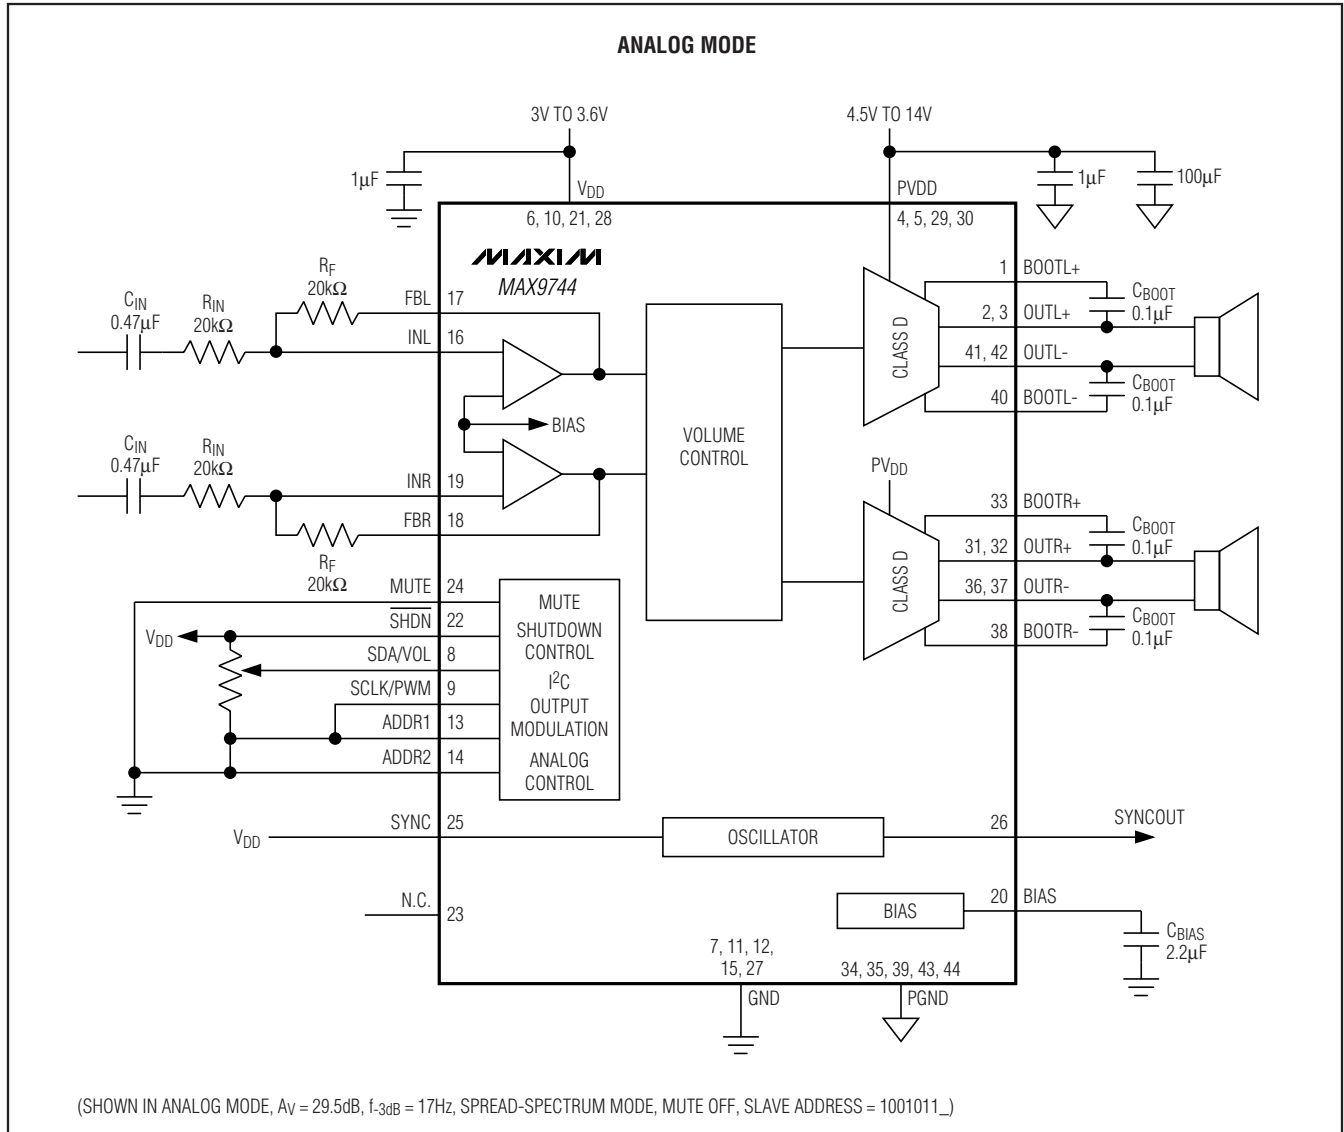 ANALOG MODE
3V TO 3.6V
4.5V TO 14V
1µF
VDD
PVDD
1µF
100µF
6, 10, 21, 28
4, 5, 29, 30
MAXIM
MAX9744
RF
20kΩ
CIN
0.47µF
RIN
20kΩ
FBL
17
INL
16
1
BOOTL+
CBOOT
0.1µF
2, 3
OUTL+
CLASS D
41, 42
OUTL-
CBOOT
0.1µF
40
BOOTL-
BIAS
VOLUME
CONTROL
CIN
0.47µF
RIN
20kΩ
INR
19
FBR
18
RF
20kΩ
PVDD
33
BOOTR+
CBOOT
0.1µF
31, 32
OUTR+
CLASS D
36, 37
OUTR-
CBOOT
0.1µF
38
BOOTR-
MUTE
24
SHDN
22
VDD
SDA/VOL
8
SCLK/PWM
9
ADDR1
13
ADDR2
14
MUTE
SHUTDOWN
CONTROL
I2C
OUTPUT
MODULATION
ANALOG
CONTROL
VDD
SYNC
25
OSCILLATOR
26
SYNCOUT
N.C.
23
BIAS
20
BIAS
CBIAS
2.2µF
7, 11, 12,
15, 27
34, 35, 39, 43, 44
GND
PGND
(SHOWN IN ANALOG MODE, AV = 29.5dB, f-3dB = 17Hz, SPREAD-SPECTRUM MODE, MUTE OFF, SLAVE ADDRESS = 1001011_)